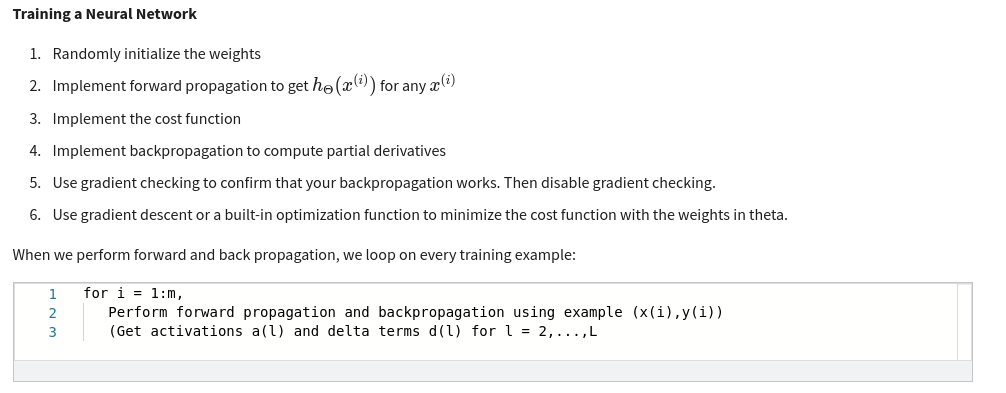 Training a Neural Network
1. Randomly initialize the weights
2. Implement forward propagation to get hΘ(x⁽ⁱ⁾) for any x⁽ⁱ⁾
3. Implement the cost function
4. Implement backpropagation to compute partial derivatives
5. Use gradient checking to confirm that your backpropagation works. Then disable gradient checking.
6. Use gradient descent or a built-in optimization function to minimize the cost function with the weights in theta.
When we perform forward and back propagation, we loop on every training example:
1 for i = 1:m,
2    Perform forward propagation and backpropagation using example (x(i),y(i))
3    (Get activations a(l) and delta terms d(l) for l = 2,...,L